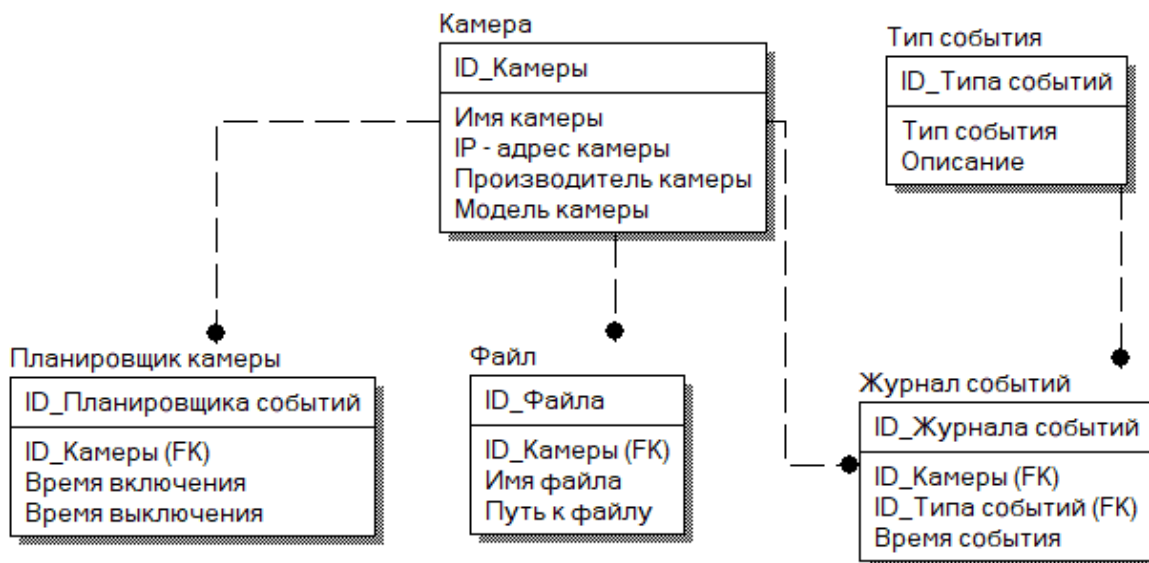 Камера
ID_Камеры
Имя камеры
IP - адрес камеры
Производитель камеры
Модель камеры
Тип события
ID_Типа событий
Тип события
Описание
Планировщик камеры
ID_Планировщика событий
ID_Камеры (FK)
Время включения
Время выключения
Файл
ID_Файла
ID_Камеры (FK)
Имя файла
Путь к файлу
Журнал событий
ID_Журнала событий
ID_Камеры (FK)
ID_Типа событий (FK)
Время события